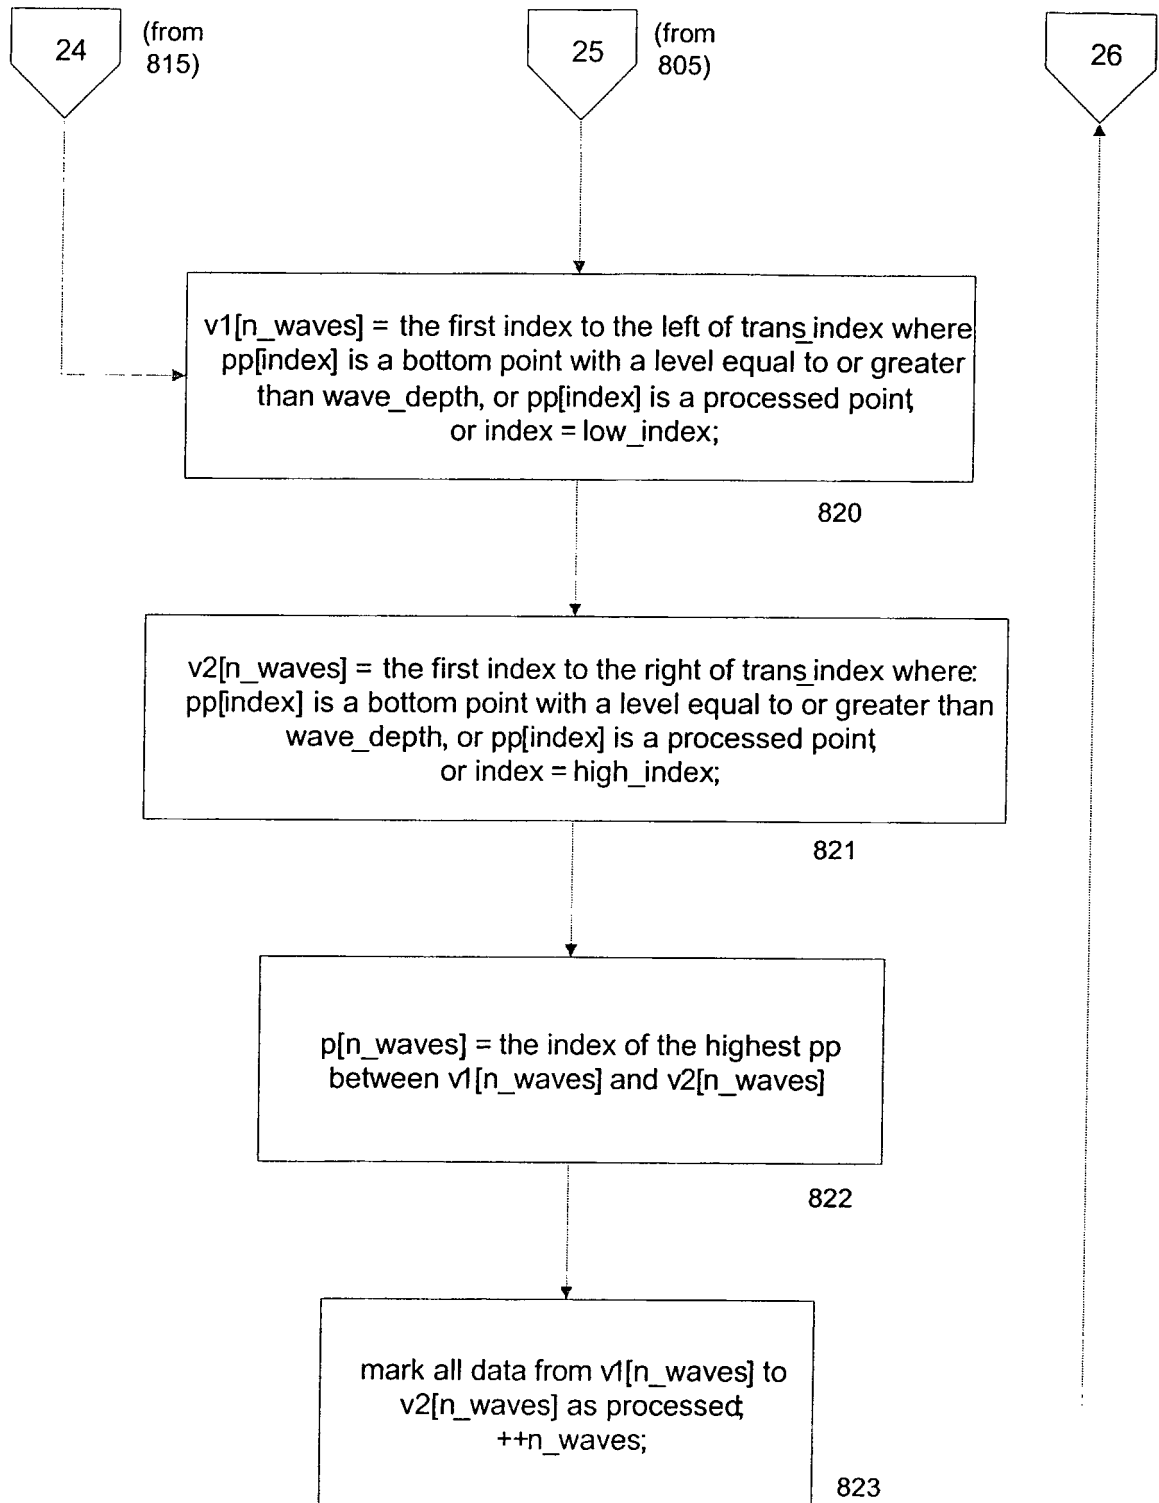 24
(from
815)
25
(from
805)
26
v1[n_waves] = the first index to the left of trans_index where
pp[index] is a bottom point with a level equal to or greater
than wave_depth, or pp[index] is a processed point,
or index = low_index;
820
v2[n_waves] = the first index to the right of trans_index where:
pp[index] is a bottom point with a level equal to or greater than
wave_depth, or pp[index] is a processed point,
or index = high_index;
821
p[n_waves] = the index of the highest pp
between v1[n_waves] and v2[n_waves]
822
mark all data from v1[n_waves] to
v2[n_waves] as processed;
++n_waves;
823